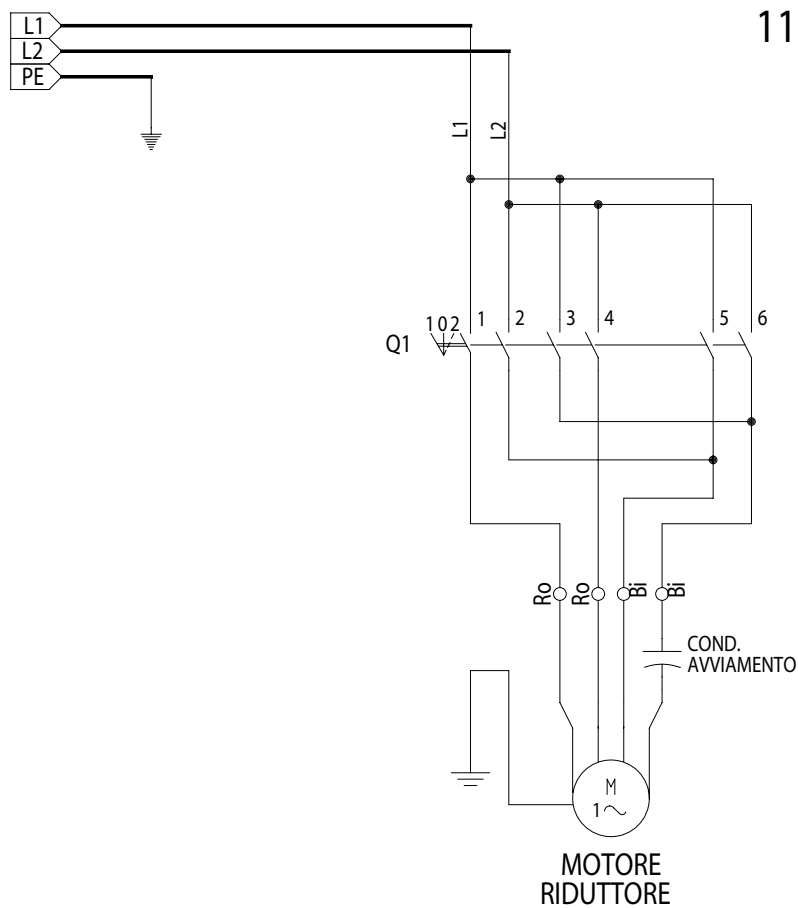 11
L1
L2
PE
L1
L2
Q1
1 0 2
1
2
3
4
5
6
Ro
Ro
Bi
Bi
COND.
AVVIAMENTO
M
1~
MOTORE
RIDUTTORE